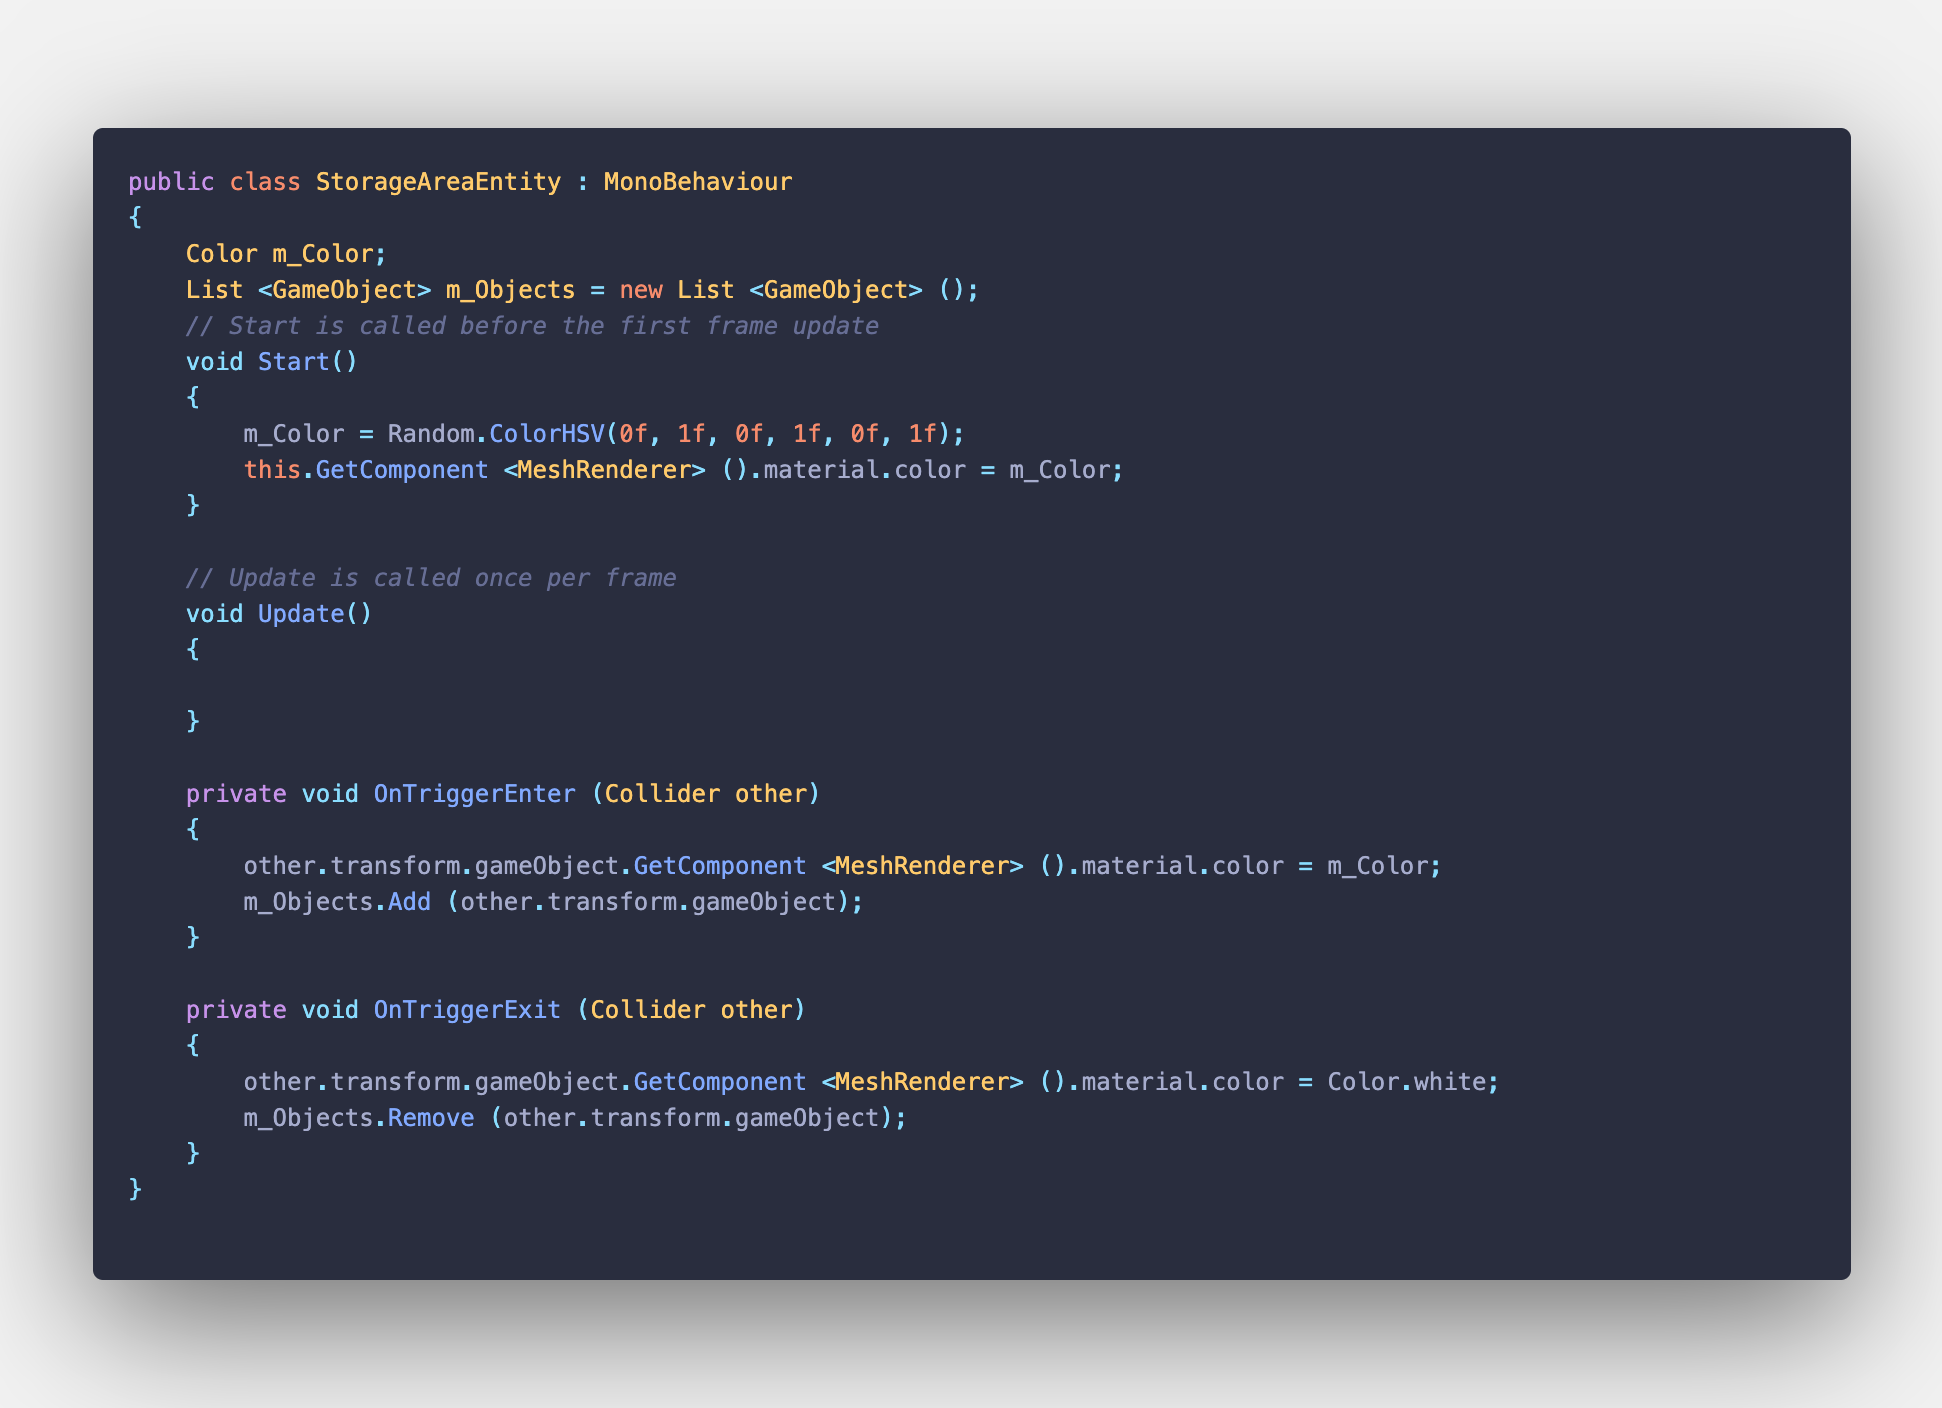 public class StorageAreaEntity : MonoBehaviour
{
    Color m_Color;
    List <GameObject> m_Objects = new List <GameObject> ();
    // Start is called before the first frame update
    void Start()
    {
        m_Color = Random.ColorHSV(0f, 1f, 0f, 1f, 0f, 1f);
        this.GetComponent <MeshRenderer> ().material.color = m_Color;
    }

    // Update is called once per frame
    void Update()
    {

    }

    private void OnTriggerEnter (Collider other)
    {
        other.transform.gameObject.GetComponent <MeshRenderer> ().material.color = m_Color;
        m_Objects.Add (other.transform.gameObject);
    }

    private void OnTriggerExit (Collider other)
    {
        other.transform.gameObject.GetComponent <MeshRenderer> ().material.color = Color.white;
        m_Objects.Remove (other.transform.gameObject);
    }
}